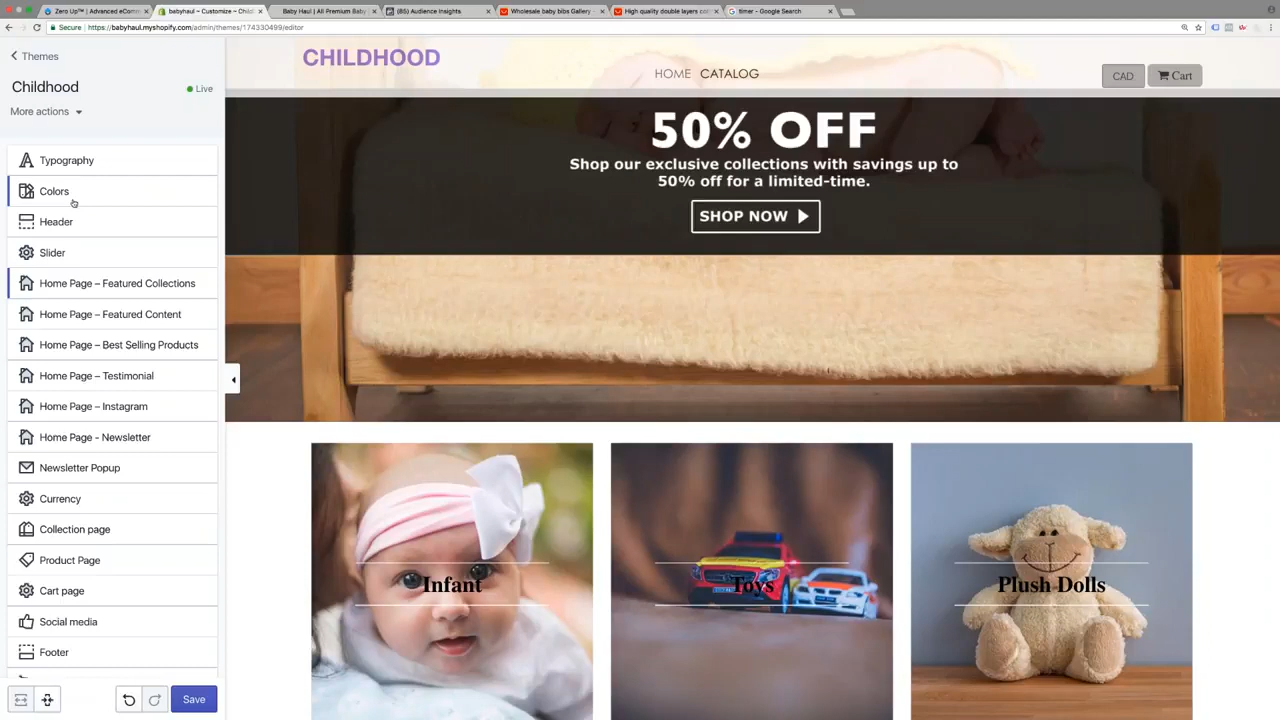 Zero Up™ | Advanced eComme
babyhaul ~ Customize ~ Child
Baby Haul | All Premium Baby
(85) Audience Insights
Wholesale baby bibs Gallery -
High quality double layers cot
timer - Google Search
Secure
https://babyhaul.myshopify.com/admin/themes/174330499/editor
Themes
Childhood
Live
More actions
Typography
Colors
Header
Slider
Home Page – Featured Collections
Home Page – Featured Content
Home Page – Best Selling Products
Home Page – Testimonial
Home Page – Instagram
Home Page - Newsletter
Newsletter Popup
Currency
Collection page
Product Page
Cart page
Social media
Footer
Save
CHILDHOOD
HOME CATALOG
CAD
Cart
50% OFF
Shop our exclusive collections with savings up to
50% off for a limited-time.
SHOP NOW
Infant
Toys
Plush Dolls